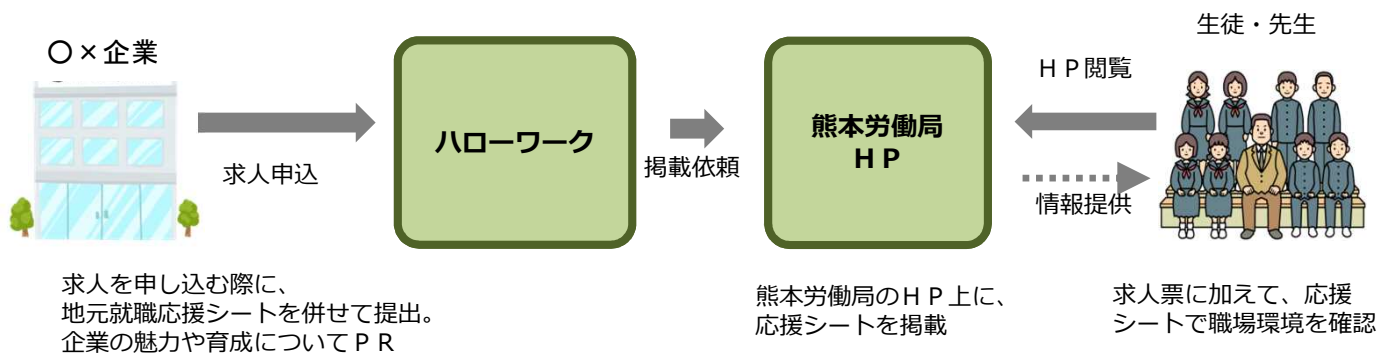 〇×企業
求人申込
ハローワーク
掲載依頼
熊本労働局
ＨＰ
ＨＰ閲覧
情報提供
生徒・先生
求人を申し込む際に、
地元就職応援シートを併せて提出。
企業の魅力や育成についてＰＲ
熊本労働局のＨＰ上に、
応援シートを掲載
求人票に加えて、応援
シートで職場環境を確認